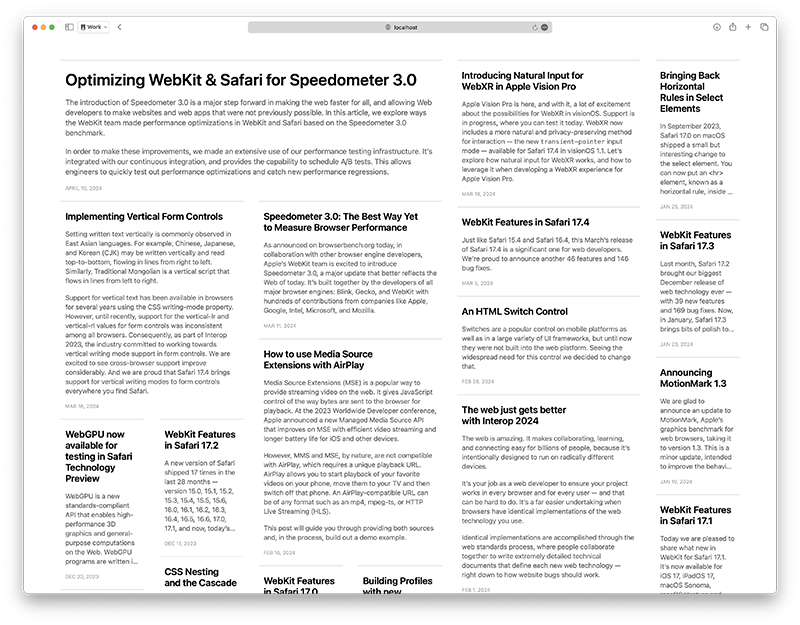 Work
localhost
Optimizing WebKit & Safari for Speedometer 3.0
The introduction of Speedometer 3.0 is a major step forward in making the web faster for all, and allowing Web
developers to make websites and web apps that were not previously possible. In this article, we explore ways
the WebKit team made performance optimizations in WebKit and Safari based on the Speedometer 3.0
benchmark.
In order to make these improvements, we made an extensive use of our performance testing infrastructure. It's
integrated with our continuous integration, and provides the capability to schedule A/B tests. This allows
engineers to quickly test out performance optimizations and catch new performance regressions.
APRIL 10, 2024
Implementing Vertical Form Controls
Setting written text vertically is commonly observed in
East Asian languages. For example, Chinese, Japanese,
and Korean (CJK) may be written vertically and read
top-to-bottom, flowing in lines from right to left.
Similarly, Traditional Mongolian is a vertical script that
flows in lines from left to right.
Support for vertical text has been available in browsers
for several years using the CSS writing-mode property.
However, until recently, support for the vertical-lr and
vertical-rl values for form controls was inconsistent
among all browsers. Consequently, as part of Interop
2023, the industry committed to working towards
vertical writing mode support in form controls. We are
excited to see cross-browser support improve
considerably. And we are proud that Safari 17.4 brings
support for vertical writing modes to form controls
everywhere you find Safari.
MAR 18, 2024
WebGPU now
available for
testing in Safari
Technology
Preview
WebGPU is a new
standards-compliant
API that enables high-
performance 3D
graphics and general-
purpose computations
on the Web. WebGPU
programs are written i...
DEC 23, 2023
WebKit Features
in Safari 17.2
A new version of Safari
shipped 17 times in the
last 28 months —
version 15.0, 15.1, 15.2,
15.3, 15.4, 15.5, 15.6,
16.0, 16.1, 16.2, 16.3,
16.4, 16.5, 16.6, 17.0,
17.1, and now, today's...
DEC 11, 2023
CSS Nesting
and the Cascade
Speedometer 3.0: The Best Way Yet
to Measure Browser Performance
As announced on browserbench.org today, in
collaboration with other browser engine developers,
Apple's WebKit team is excited to introduce
Speedometer 3.0, a major update that better reflects the
Web of today. It's built together by the developers of all
major browser engines: Blink, Gecko, and WebKit with
hundreds of contributions from companies like Apple,
Google, Intel, Microsoft, and Mozilla.
MAR 11, 2024
How to use Media Source
Extensions with AirPlay
Media Source Extensions (MSE) is a popular way to
provide streaming video on the web. It gives JavaScript
control of the way bytes are sent to the browser for
playback. At the 2023 Worldwide Developer conference,
Apple announced a new Managed Media Source API
that improves on MSE with efficient video streaming and
longer battery life for iOS and other devices.
However, MMS and MSE, by nature, are not compatible
with AirPlay, which requires a unique playback URL.
AirPlay allows you to start playback of your favorite
videos on your phone, move them to your TV and then
switch off that phone. An AirPlay-compatible URL can
be of any format such as an mp4, mpeg-ts, or HTTP
Live Streaming (HLS).
This post will guide you through providing both sources
and, in the process, build out a demo example.
FEB 16, 2024
WebKit Features
in Safari 17.0
Building Profiles
with new
Introducing Natural Input for
WebXR in Apple Vision Pro
Apple Vision Pro is here, and with it, a lot of excitement
about the possibilities for WebXR in visionOS. Support is
in progress, where you can test it today. WebXR now
includes a more natural and privacy-preserving method
for interaction — the new transient-pointer input
mode — available for Safari 17.4 in visionOS 1.1. Let's
explore how natural input for WebXR works, and how to
leverage it when developing a WebXR experience for
Apple Vision Pro.
MAR 19, 2024
WebKit Features in Safari 17.4
Just like Safari 15.4 and Safari 16.4, this March's release
of Safari 17.4 is a significant one for web developers.
We're proud to announce another 46 features and 146
bug fixes.
MAR 5, 2024
An HTML Switch Control
Switches are a popular control on mobile platforms as
well as in a large variety of UI frameworks, but until now
they were not built into the web platform. Seeing the
widespread need for this control we decided to change
that.
FEB 28, 2024
The web just gets better
with Interop 2024
The web is amazing. It makes collaborating, learning,
and connecting easy for billions of people, because it's
intentionally designed to run on radically different
devices.
It's your job as a web developer to ensure your project
works in every browser and for every user — and that
can be hard to do. It's a far easier undertaking when
browsers have identical implementations of the web
technology you use.
Identical implementations are accomplished through the
web standards process, where people collaborate
together to write extremely detailed technical
documents that define each new web technology —
right down to how website bugs should work.
FEB 1, 2024
Bringing Back
Horizontal
Rules in Select
Elements
In September 2023,
Safari 17.0 on macOS
shipped a small but
interesting change to
the select element. You
can now put an <hr>
element, known as a
horizontal rule, inside ...
JAN 25, 2024
WebKit Features
in Safari 17.3
Last month, Safari 17.2
brought our biggest
December release of
web technology ever —
with 39 new features
and 169 bug fixes. Now,
in January, Safari 17.3
brings bits of polish to...
JAN 23, 2024
Announcing
MotionMark 1.3
We are glad to
announce an update to
MotionMark, Apple's
graphics benchmark for
web browsers, taking it
to version 1.3. This is a
minor update, intended
to improve the behavi...
JAN 10, 2024
WebKit Features
in Safari 17.1
Today we are pleased to
share what new in
WebKit for Safari 17.1.
It's now available for
iOS 17, iPadOS 17,
macOS Sonoma,